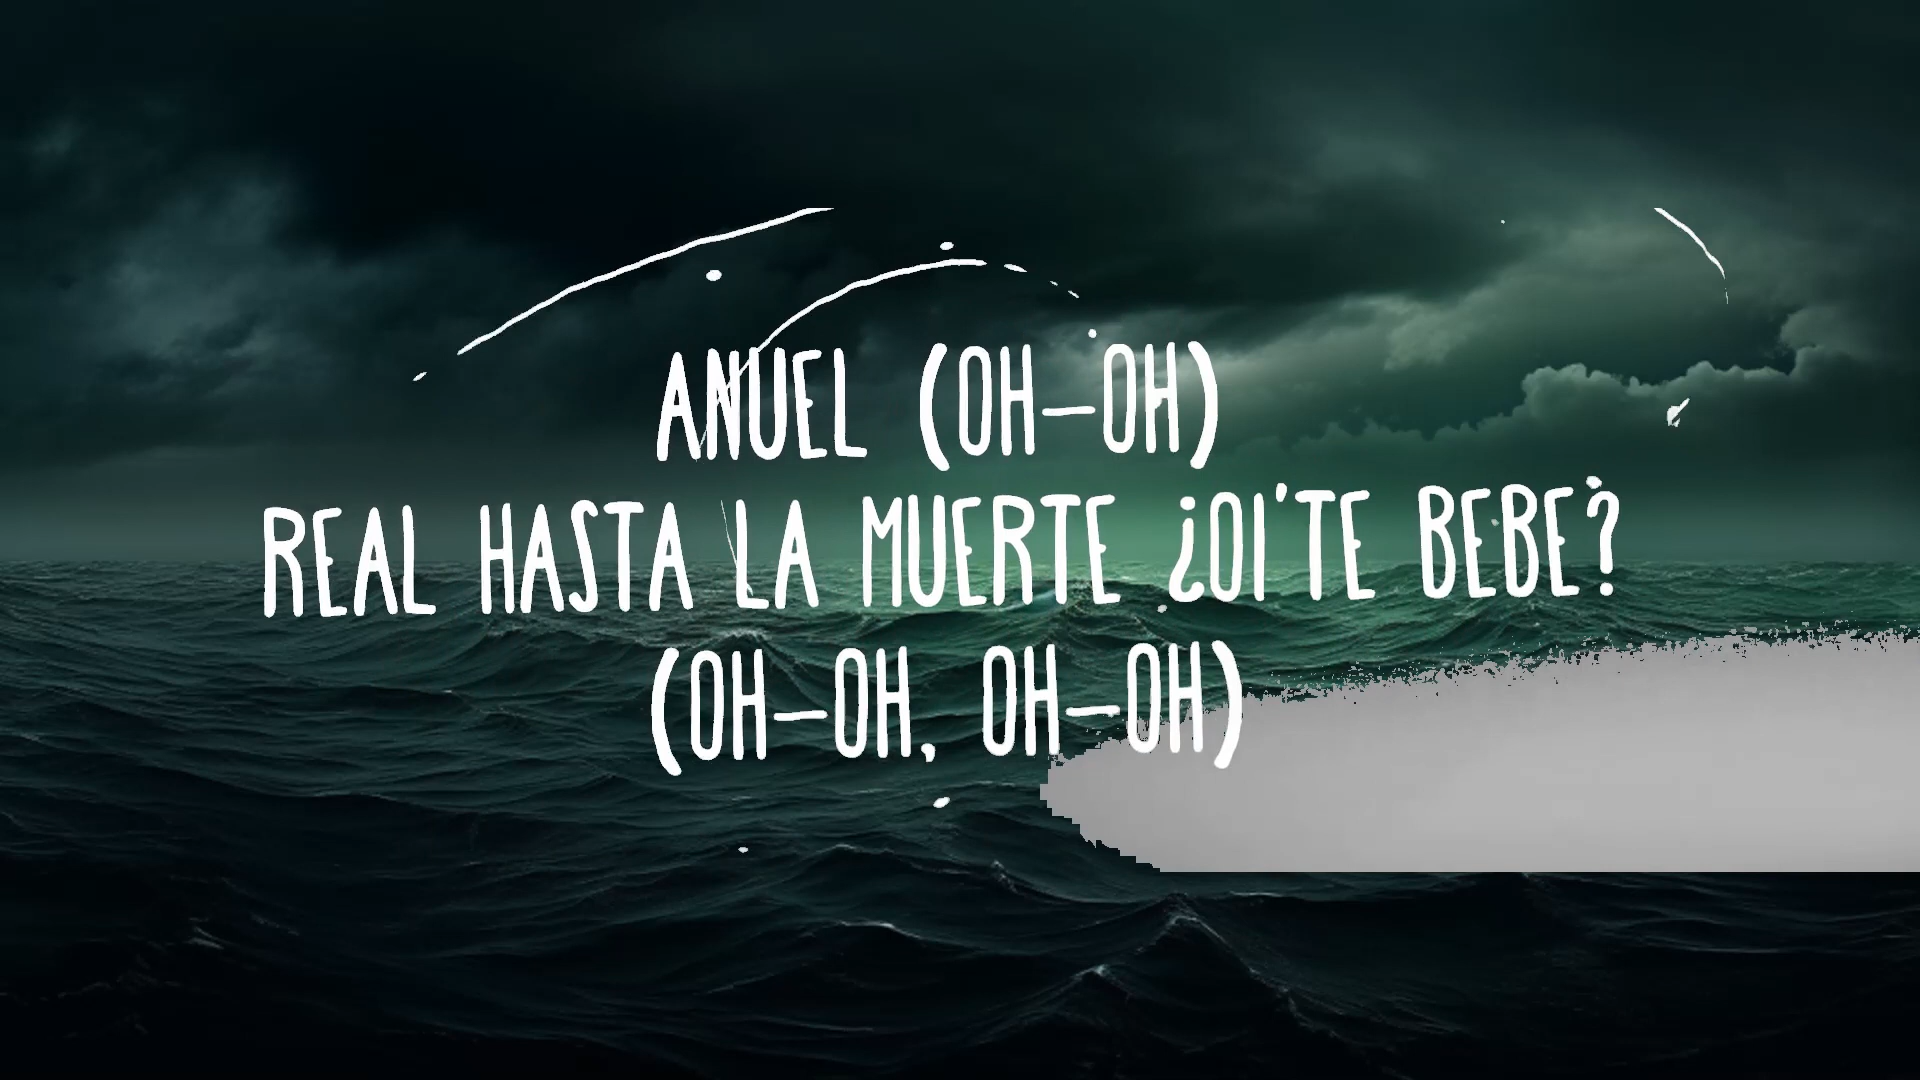 ANUEL (OH-OH)
REAL HASTA LA MUERTE ¿OI'TE BEBE?
(OH-OH, OH-OH)